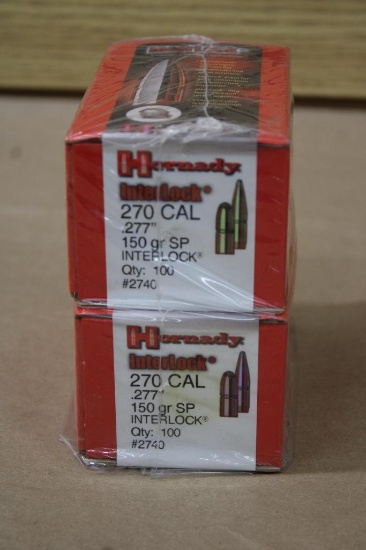 Hornady
InterLock®
270 CAL
.277"
150 gr SP
INTERLOCK®
Qty: 100
#2740
Hornady
InterLock®
270 CAL
.277"
150 gr SP
INTERLOCK®
Qty: 100
#2740